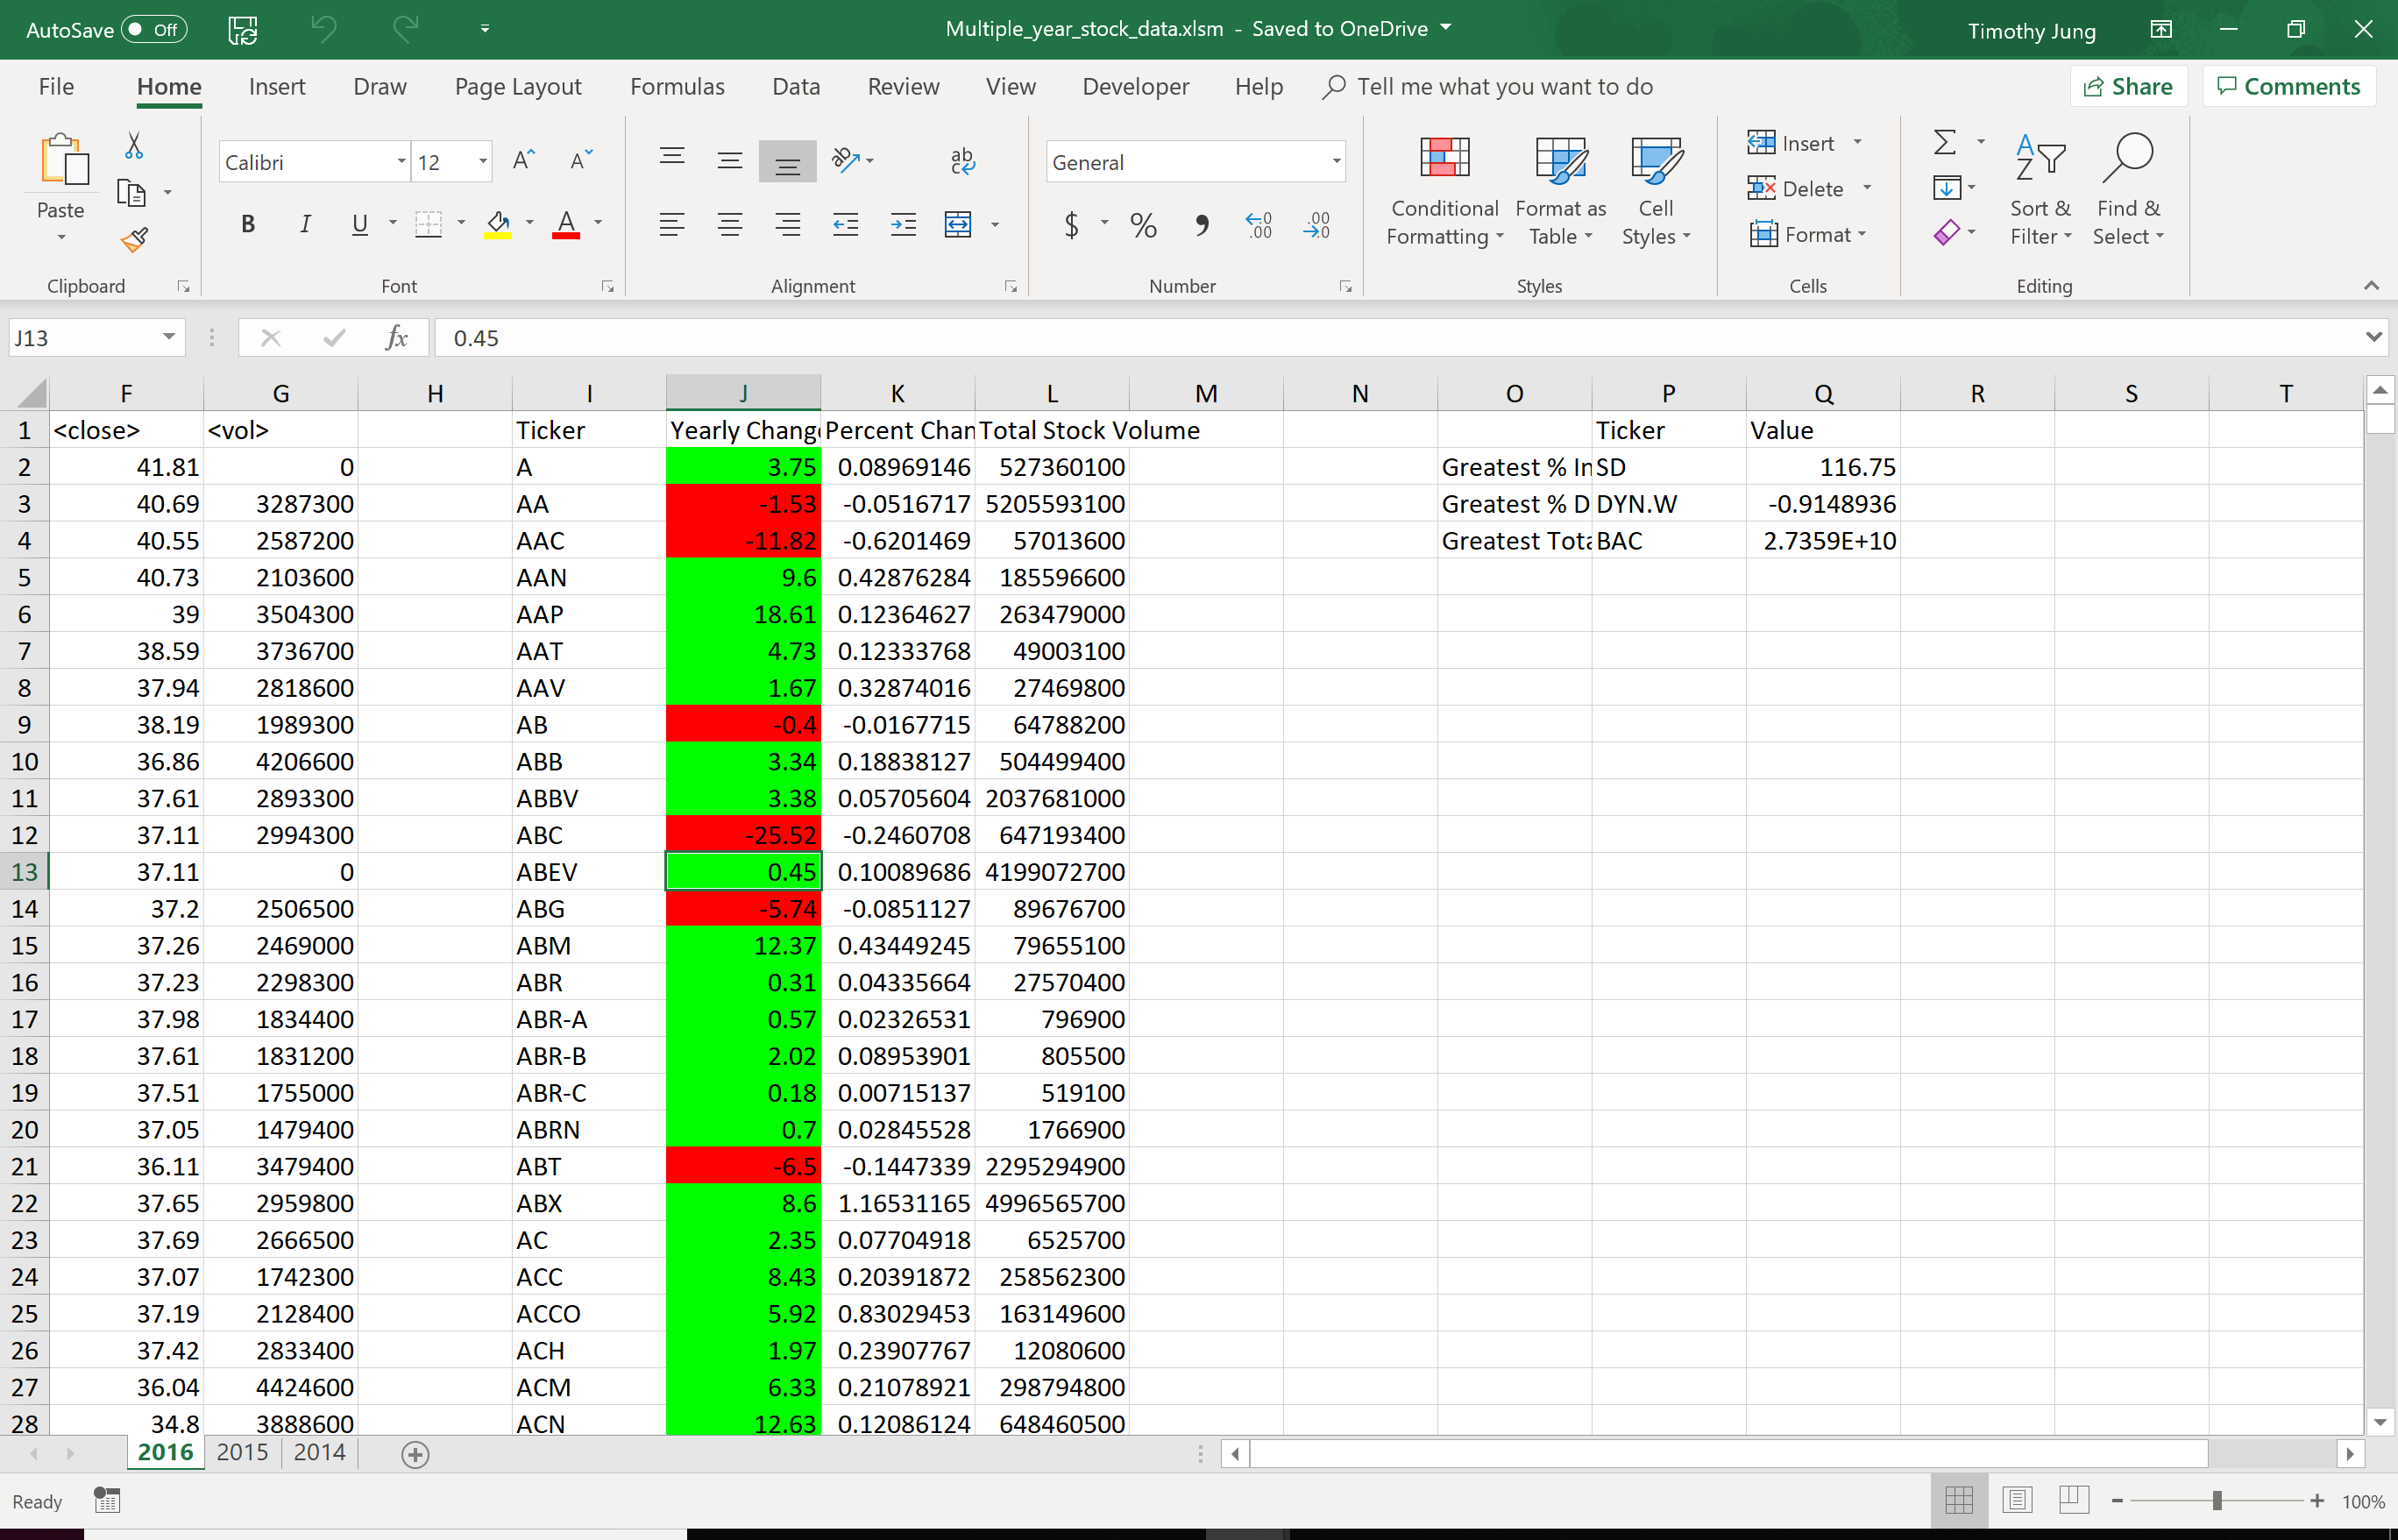 AutoSave Off Multiple_year_stock_data.xlsm - Saved to OneDrive Timothy Jung
File Home Insert Draw Page Layout Formulas Data Review View Developer Help Tell me what you want to do Share Comments
Calibri 12 A A ab General Insert
Paste Conditional Formatting Format as Table Cell Styles Delete Sort & Filter Find & Select
B I U A $ % , Format
Clipboard Font Alignment Number Styles Cells Editing
J13 fx 0.45
F G H I J K L M N O P Q R S T
1 <close> <vol> Ticker Yearly Chang Percent Chan Total Stock Volume Ticker Value
2 41.81 0 A 3.75 0.08969146 527360100 Greatest % In SD 116.75
3 40.69 3287300 AA -1.53 -0.0516717 5205593100 Greatest % D DYN.W -0.9148936
4 40.55 2587200 AAC -11.82 -0.6201469 57013600 Greatest Tota BAC 2.7359E+10
5 40.73 2103600 AAN 9.6 0.42876284 185596600
6 39 3504300 AAP 18.61 0.12364627 263479000
7 38.59 3736700 AAT 4.73 0.12333768 49003100
8 37.94 2818600 AAV 1.67 0.32874016 27469800
9 38.19 1989300 AB -0.4 -0.0167715 64788200
10 36.86 4206600 ABB 3.34 0.18838127 504499400
11 37.61 2893300 ABBV 3.38 0.05705604 2037681000
12 37.11 2994300 ABC -25.52 -0.2460708 647193400
13 37.11 0 ABEV 0.45 0.10089686 4199072700
14 37.2 2506500 ABG -5.74 -0.0851127 89676700
15 37.26 2469000 ABM 12.37 0.43449245 79655100
16 37.23 2298300 ABR 0.31 0.04335664 27570400
17 37.98 1834400 ABR-A 0.57 0.02326531 796900
18 37.61 1831200 ABR-B 2.02 0.08953901 805500
19 37.51 1755000 ABR-C 0.18 0.00715137 519100
20 37.05 1479400 ABRN 0.7 0.02845528 1766900
21 36.11 3479400 ABT -6.5 -0.1447339 2295294900
22 37.65 2959800 ABX 8.6 1.16531165 4996565700
23 37.69 2666500 AC 2.35 0.07704918 6525700
24 37.07 1742300 ACC 8.43 0.20391872 258562300
25 37.19 2128400 ACCO 5.92 0.83029453 163149600
26 37.42 2833400 ACH 1.97 0.23907767 12080600
27 36.04 4424600 ACM 6.33 0.21078921 298794800
28 34.8 3888600 ACN 12.63 0.12086124 648460500
2016 2015 2014
Ready 100%